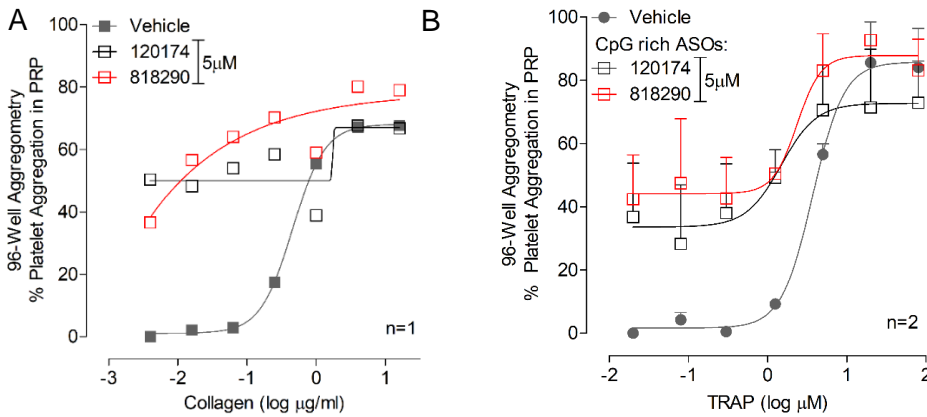 A
Vehicle
120174
818290
5μM
96-Well Aggregometry
% Platelet Aggregation in PRP
100
80
60
40
20
0
n=1
-3
-2
-1
0
1
Collagen (log μg/ml)
B
Vehicle
CpG rich ASOs:
120174
818290
5μM
96-Well Aggregometry
% Platelet Aggregation in PRP
100
80
60
40
20
0
n=2
-2
-1
0
1
2
TRAP (log μM)